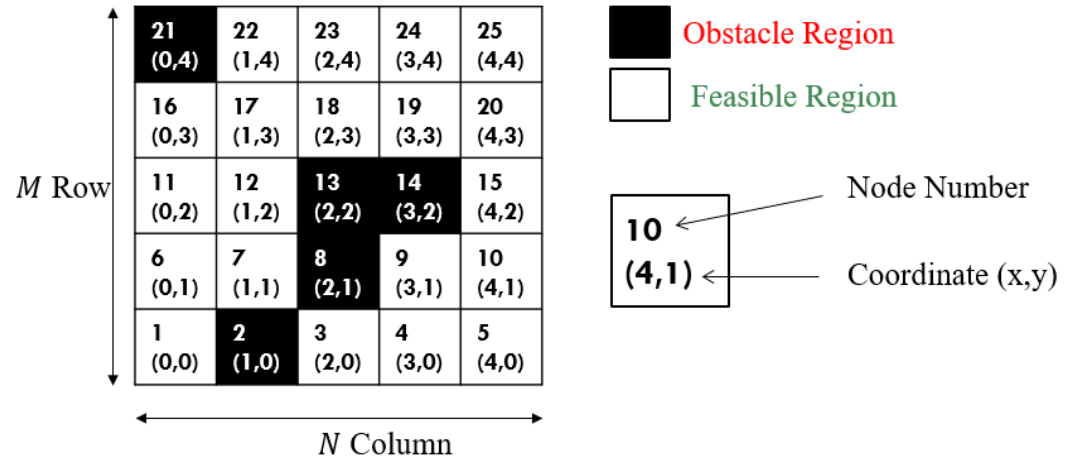 21 22 23 24 25
(0,4) (1,4) (2,4) (3,4) (4,4)
16 17 18 19 20
(0,3) (1,3) (2,3) (3,3) (4,3)
11 12 13 14 15
(0,2) (1,2) (2,2) (3,2) (4,2)
6 7 8 9 10
(0,1) (1,1) (2,1) (3,1) (4,1)
1 2 3 4 5
(0,0) (1,0) (2,0) (3,0) (4,0)
M Row
N Column
Obstacle Region
Feasible Region
10
(4,1)
Node Number
Coordinate (x,y)